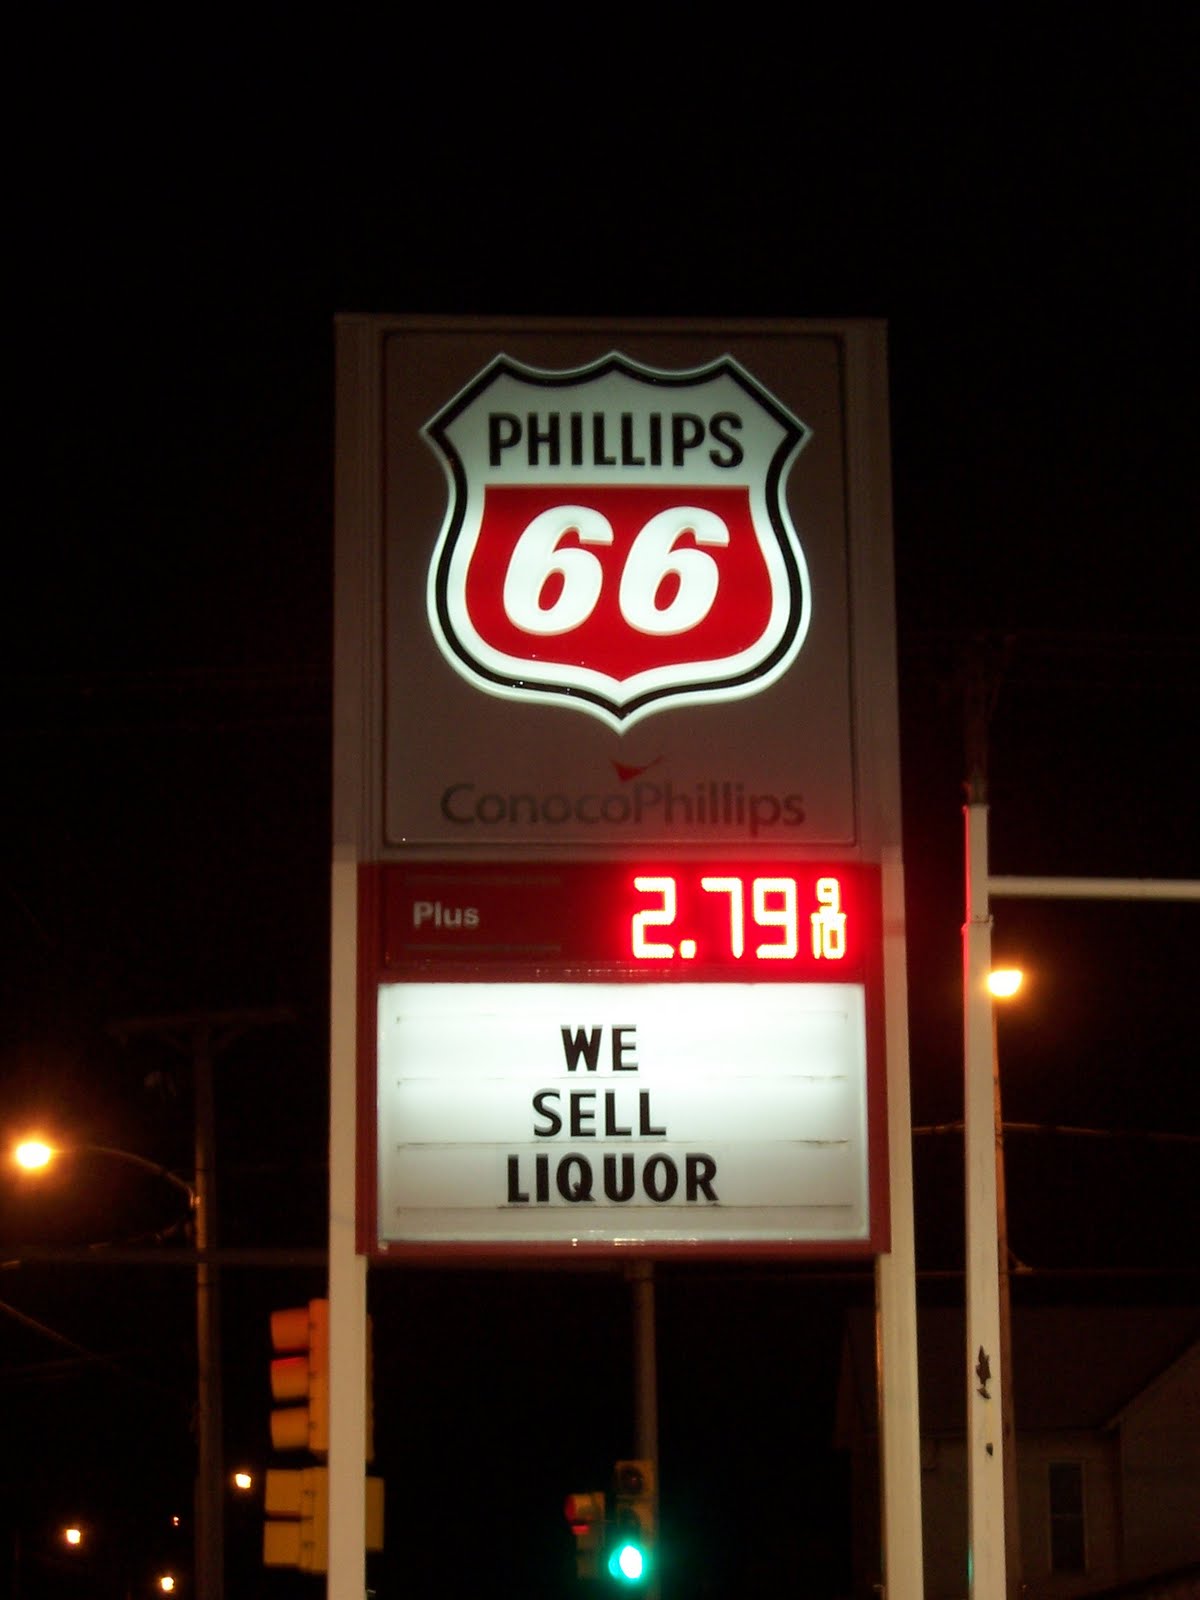 PHILLIPS
66
ConocoPhillips
Plus 2.79 9/10
WE
SELL
LIQUOR